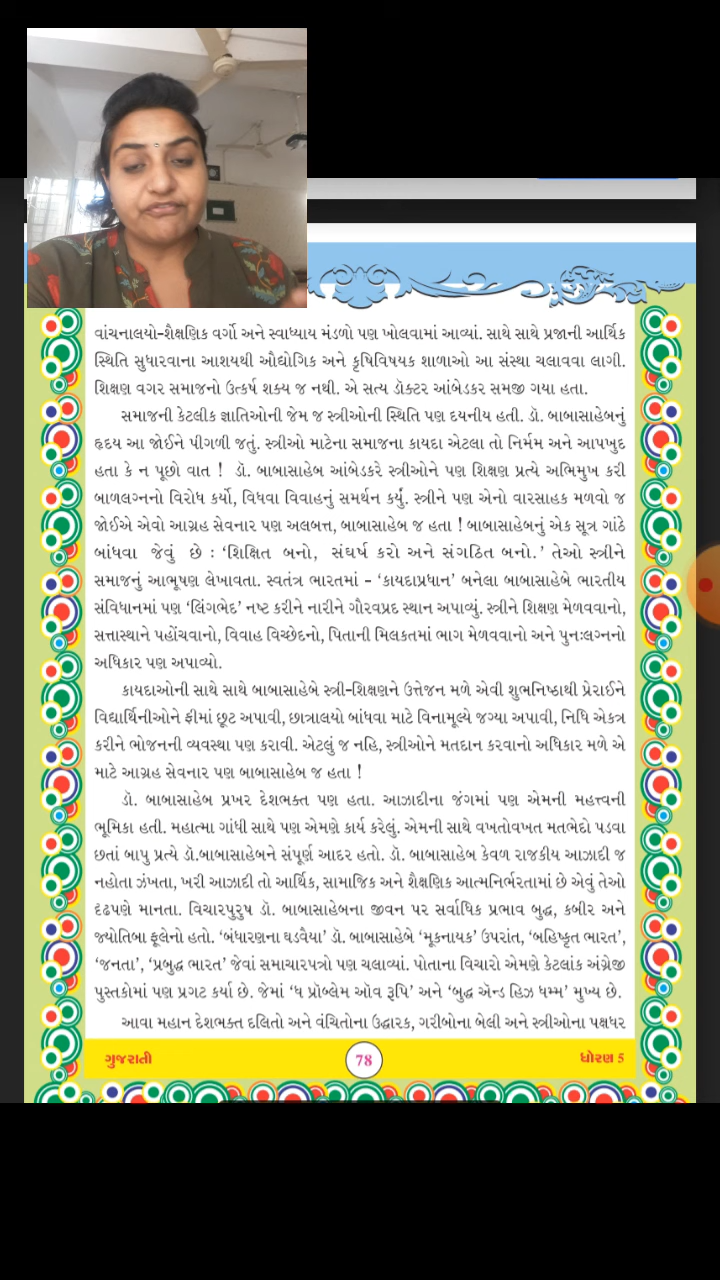 વાંચનાલયો-શૈક્ષણિક વર્ગો અને સ્વાધ્યાય મંડળો પણ ખોલવામાં આવ્યાં. સાથે સાથે પ્રજાની આર્થિક
સ્થિતિ સુધારવાના આશયથી ઔદ્યોગિક અને કૃષિવિષયક શાળાઓ આ સંસ્થા ચલાવવા લાગી.
શિક્ષણ વગર સમાજનો ઉત્કર્ષ શક્ય જ નથી. એ સત્ય ડૉક્ટર આંબેડકર સમજી ગયા હતા.
સમાજની કેટલીક જ્ઞાતિઓની જેમ જ સ્ત્રીઓની સ્થિતિ પણ દયનીય હતી. ડૉ. બાબાસાહેબનું
હૃદય આ જોઈને પીગળી જતું. સ્ત્રીઓ માટેના સમાજના કાયદા એટલા તો નિર્મમ અને આપખુદ
હતા કે ન પૂછો વાત ! ડૉ. બાબાસાહેબ આંબેડકરે સ્ત્રીઓને પણ શિક્ષણ પ્રત્યે અભિમુખ કરી
બાળલગ્નનો વિરોધ કર્યો, વિધવા વિવાહનું સમર્થન કર્યું. સ્ત્રીને પણ એનો વારસાહક મળવો જ
જોઈએ એવો આગ્રહ સેવનાર પણ અલબત્ત, બાબાસાહેબ જ હતા ! બાબાસાહેબનું એક સૂત્ર ગાંઠે
બાંધવા જેવું છે : ‘શિક્ષિત બનો, સંઘર્ષ કરો અને સંગઠિત બનો.’ તેઓ સ્ત્રીને
સમાજનું આભૂષણ લેખાવતા. સ્વતંત્ર ભારતમાં – ‘કાયદાપ્રધાન’ બનેલા બાબાસાહેબે ભારતીય
સંવિધાનમાં પણ ‘લિંગભેદ’ નષ્ટ કરીને નારીને ગૌરવપ્રદ સ્થાન અપાવ્યું. સ્ત્રીને શિક્ષણ મેળવવાનો,
સત્તાસ્થાને પહોંચવાનો, વિવાહ વિચ્છેદનો, પિતાની મિલકતમાં ભાગ મેળવવાનો અને પુનઃલગ્નનો
અધિકાર પણ અપાવ્યો.
કાયદાઓની સાથે સાથે બાબાસાહેબે સ્ત્રી-શિક્ષણને ઉત્તેજન મળે એવી શુભનિષ્ઠાથી પ્રેરાઈને
વિદ્યાર્થિનીઓને ફીમાં છૂટ અપાવી, છાત્રાલયો બાંધવા માટે વિનામૂલ્યે જગ્યા અપાવી, નિધિ એકત્ર
કરીને ભોજનની વ્યવસ્થા પણ કરાવી. એટલું જ નહિ, સ્ત્રીઓને મતદાન કરવાનો અધિકાર મળે એ
માટે આગ્રહ સેવનાર પણ બાબાસાહેબ જ હતા !
ડૉ. બાબાસાહેબ પ્રખર દેશભક્ત પણ હતા. આઝાદીના જંગમાં પણ એમની મહત્ત્વની
ભૂમિકા હતી. મહાત્મા ગાંધી સાથે પણ એમણે કાર્ય કરેલું. એમની સાથે વખતોવખત મતભેદો પડવા
છતાં બાપુ પ્રત્યે ડૉ.બાબાસાહેબને સંપૂર્ણ આદર હતો. ડૉ. બાબાસાહેબ કેવળ રાજકીય આઝાદી જ
નહોતા ઝંખતા, ખરી આઝાદી તો આર્થિક, સામાજિક અને શૈક્ષણિક આત્મનિર્ભરતામાં છે એવું તેઓ
દૃઢપણે માનતા. વિચારપુરુષ ડૉ. બાબાસાહેબના જીવન પર સર્વાધિક પ્રભાવ બુદ્ધ, કબીર અને
જ્યોતિબા ફૂલેનો હતો. ‘બંધારણના ઘડવૈયા’ ડૉ. બાબાસાહેબે ‘મૂકનાયક’ ઉપરાંત, ‘બહિષ્કૃત ભારત’,
‘જનતા’, ‘પ્રબુદ્ધ ભારત’ જેવાં સમાચારપત્રો પણ ચલાવ્યાં. પોતાના વિચારો એમણે કેટલાંક અંગ્રેજી
પુસ્તકોમાં પણ પ્રગટ કર્યા છે. જેમાં ‘ધ પ્રૉબ્લેમ ઑવ રૂપિ’ અને ‘બુદ્ધ ઍન્ડ હિઝ ધમ્મ’ મુખ્ય છે.
આવા મહાન દેશભક્ત દલિતો અને વંચિતોના ઉદ્ધારક, ગરીબોના બેલી અને સ્ત્રીઓના પક્ષધર
ગુજરાતી 78 ધોરણ 5